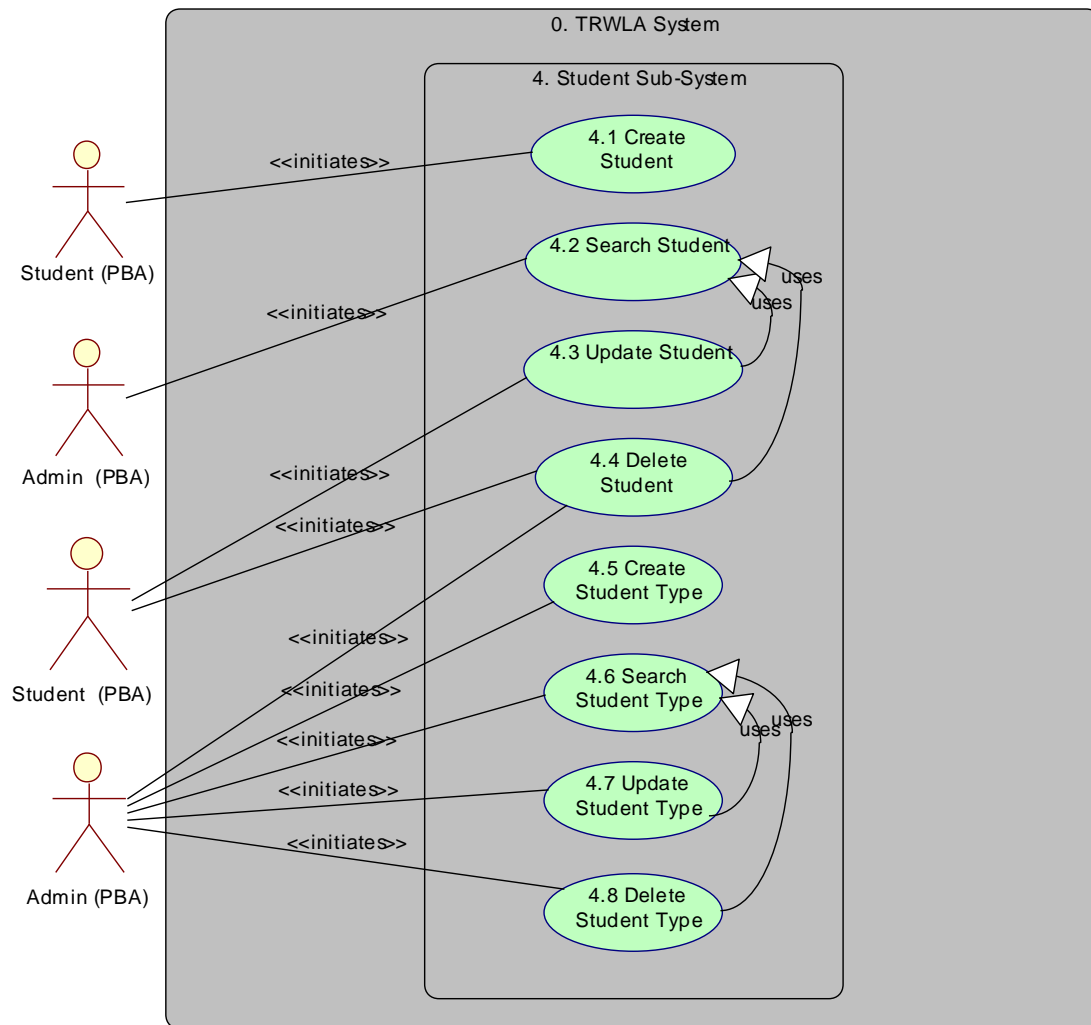 0. TRWLA System
4. Student Sub-System
4.1 Create
Student
<<initiates>>
Student (PBA)
4.2 Search Student
uses
uses
<<initiates>>
4.3 Update Student
Admin (PBA)
4.4 Delete
Student
<<initiates>>
<<initiates>>
4.5 Create
Student Type
<<initiates>>
Student (PBA)
4.6 Search
Student Type
<<initiates>>
uses
uses
<<initiates>>
4.7 Update
Student Type
<<initiates>>
<<initiates>>
4.8 Delete
Student Type
Admin (PBA)